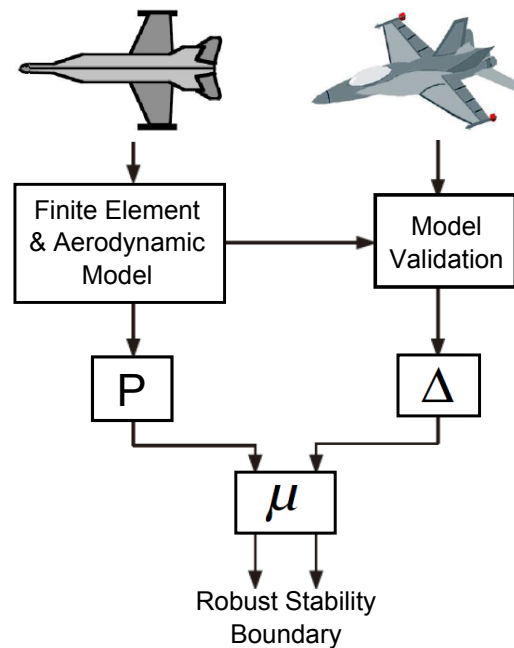 Finite Element
& Aerodynamic
Model
Model
Validation
P
Δ
μ
Robust Stability
Boundary